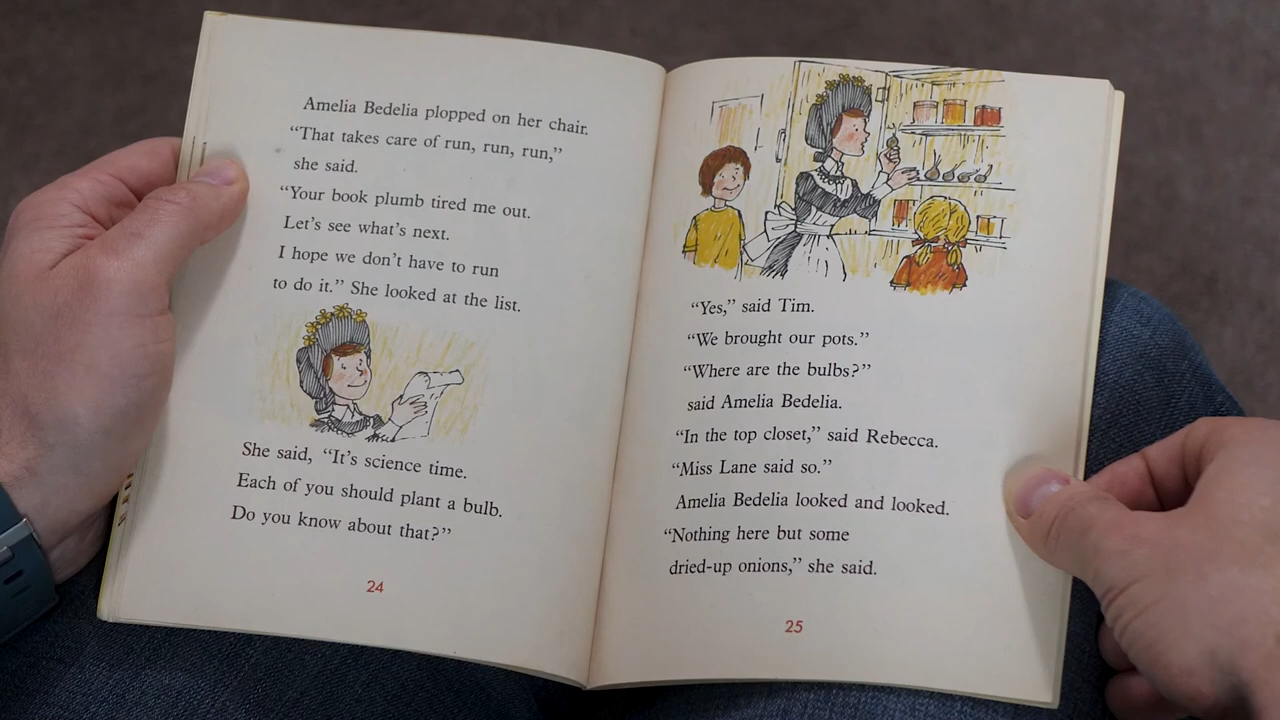 Amelia Bedelia plopped on her chair.
“That takes care of run, run, run,”
she said.
“Your book plumb tired me out.
Let’s see what’s next.
I hope we don’t have to run
to do it.” She looked at the list.
She said, “It’s science time.
Each of you should plant a bulb.
Do you know about that?”
24
“Yes,” said Tim.
“We brought our pots.”
“Where are the bulbs?”
said Amelia Bedelia.
“In the top closet,” said Rebecca.
“Miss Lane said so.”
Amelia Bedelia looked and looked.
“Nothing here but some
dried-up onions,” she said.
25